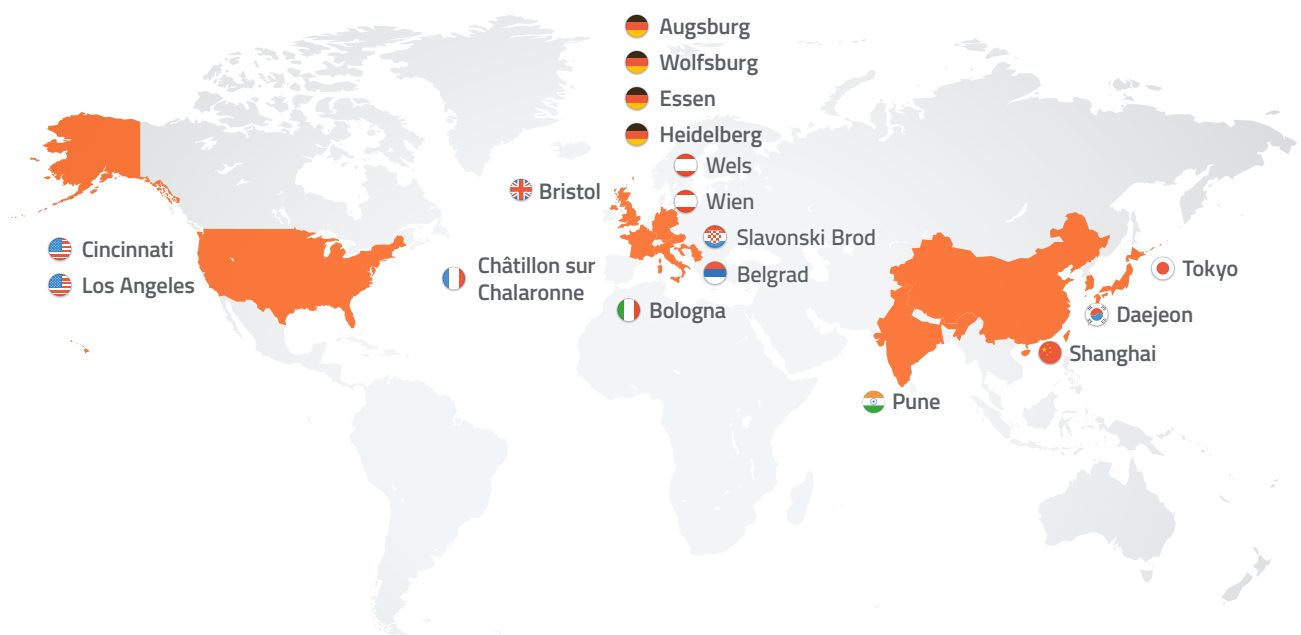 Augsburg
Wolfsburg
Essen
Heidelberg
Wels
Bristol
Wien
Slavonski Brod
Cincinnati
Châtillon sur
Chalaronne
Belgrad
Tokyo
Los Angeles
Bologna
Daejeon
Shanghai
Pune